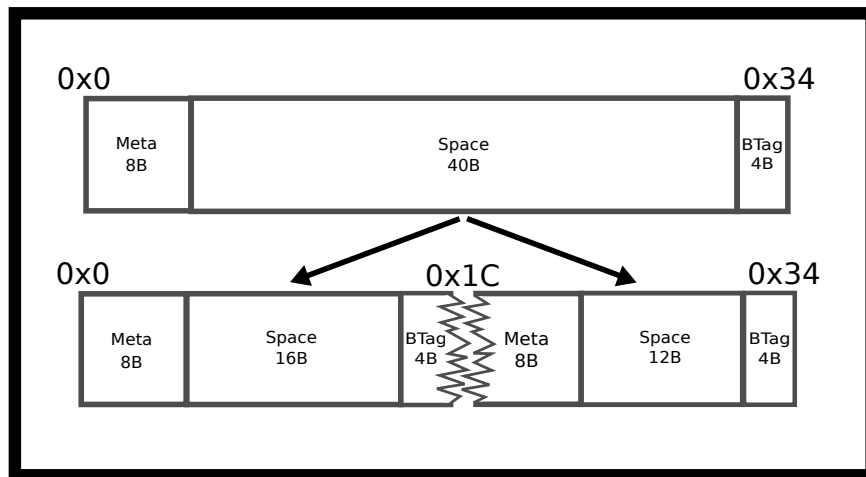 0x0
0x34
Meta
8B
Space
40B
BTag
4B
0x0
0x1C
0x34
Meta
8B
Space
16B
BTag
4B
Meta
8B
Space
12B
BTag
4B